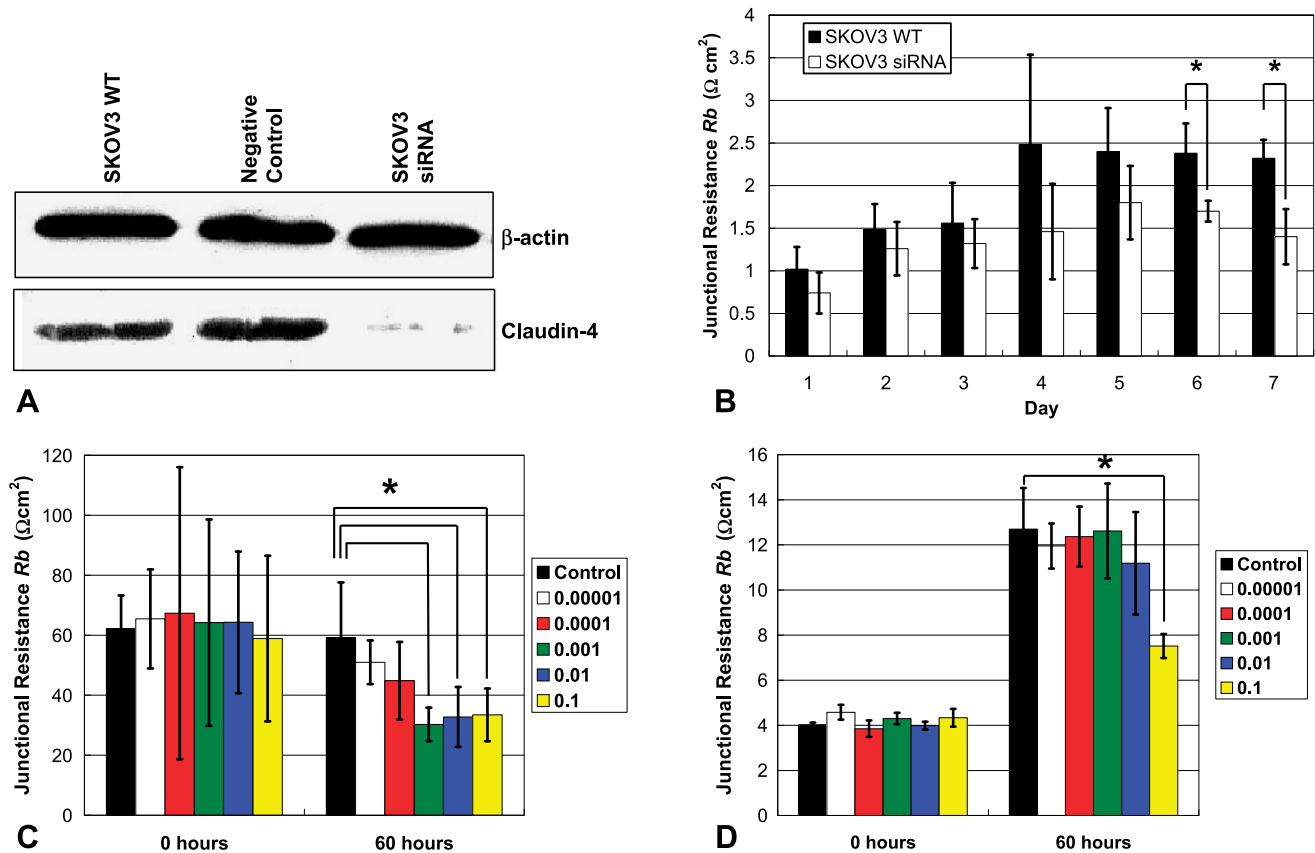 SKOV3 WT
Negative
Control
SKOV3
siRNA
β-actin
Claudin-4
A
SKOV3 WT
SKOV3 siRNA
Junctional Resistance Rb (Ω cm²)
4
3.5
3
2.5
2
1.5
1
0.5
0
*
*
1 2 3 4 5 6 7
Day
B
Junctional Resistance Rb (Ωcm²)
120
100
80
60
40
20
0
*
0 hours 60 hours
Control
0.00001
0.0001
0.001
0.01
0.1
C
Junctional Resistance Rb (Ωcm²)
16
14
12
10
8
6
4
2
0
*
0 hours 60 hours
Control
0.00001
0.0001
0.001
0.01
0.1
D